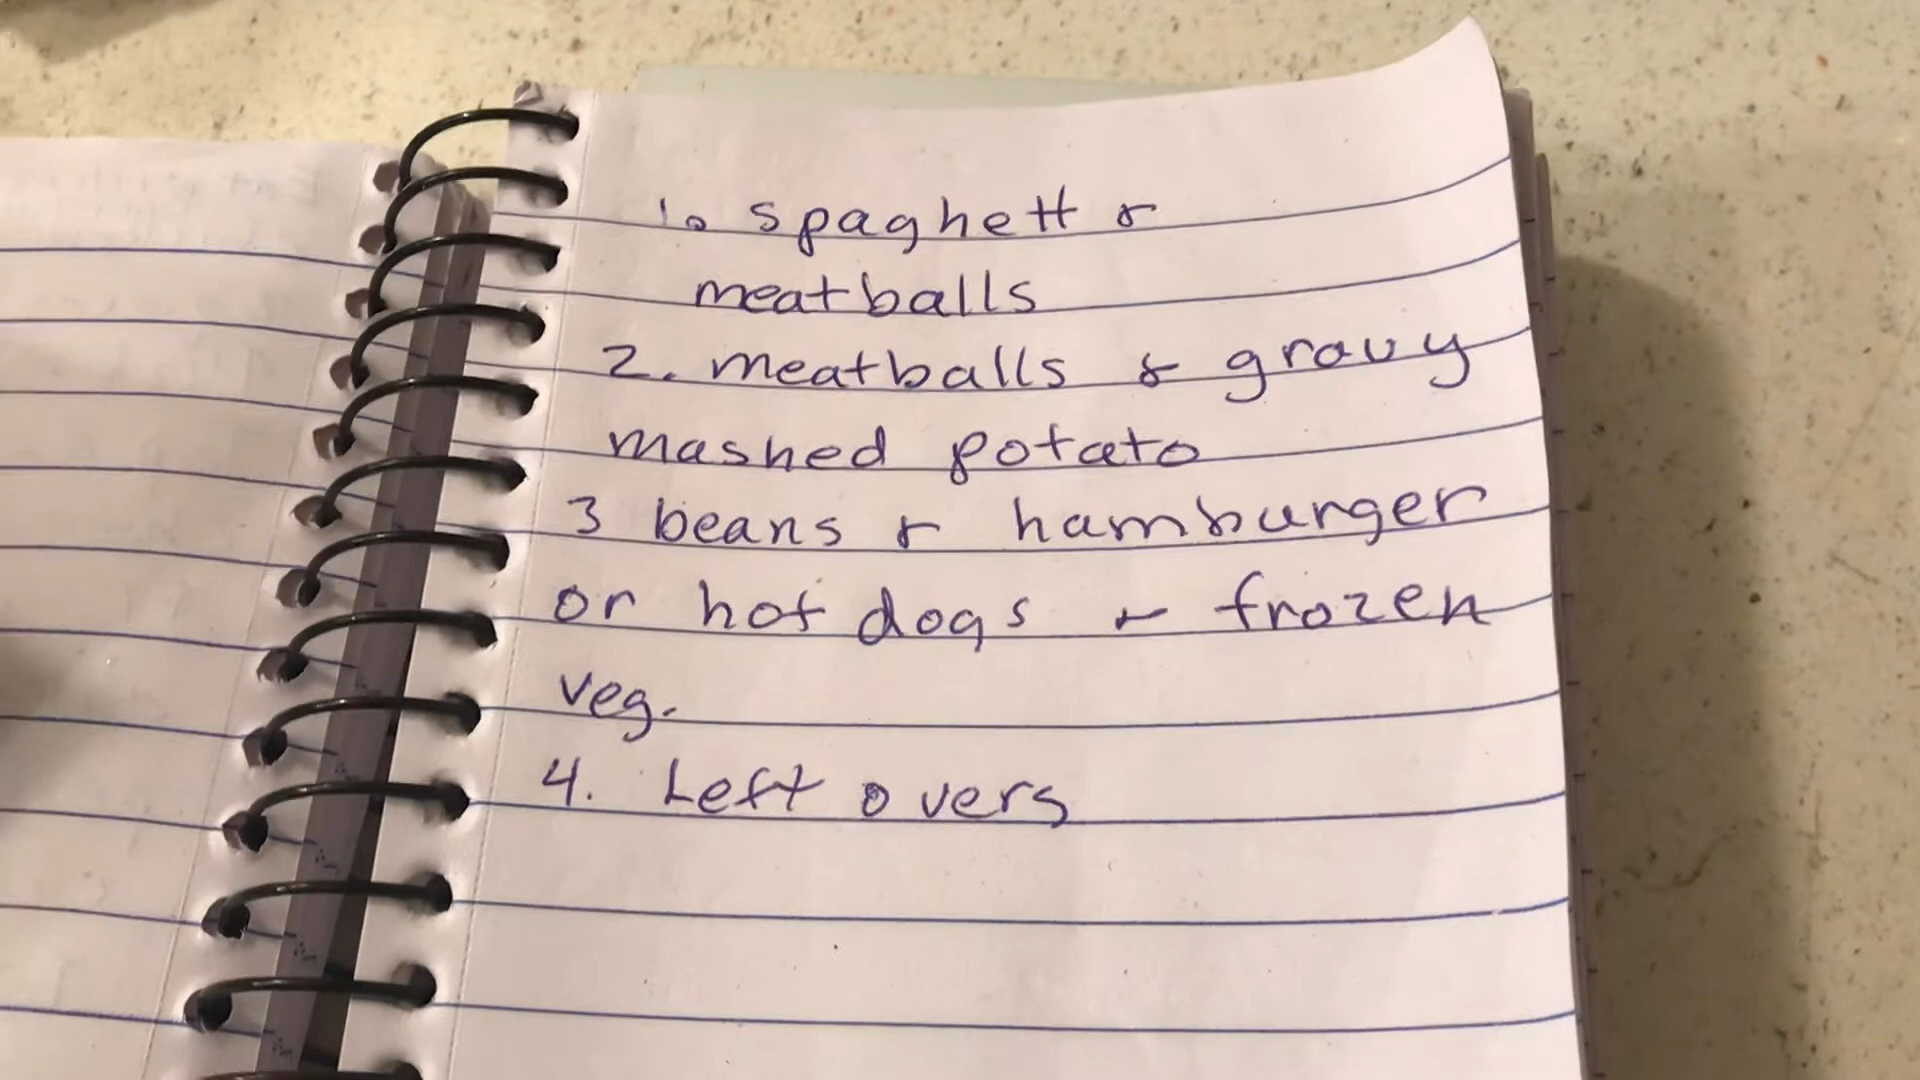 1. spaghetti &
meatballs
2. meatballs & gravy
mashed potato
3 beans & hamburger
or hot dogs & frozen
veg.
4. Left overs